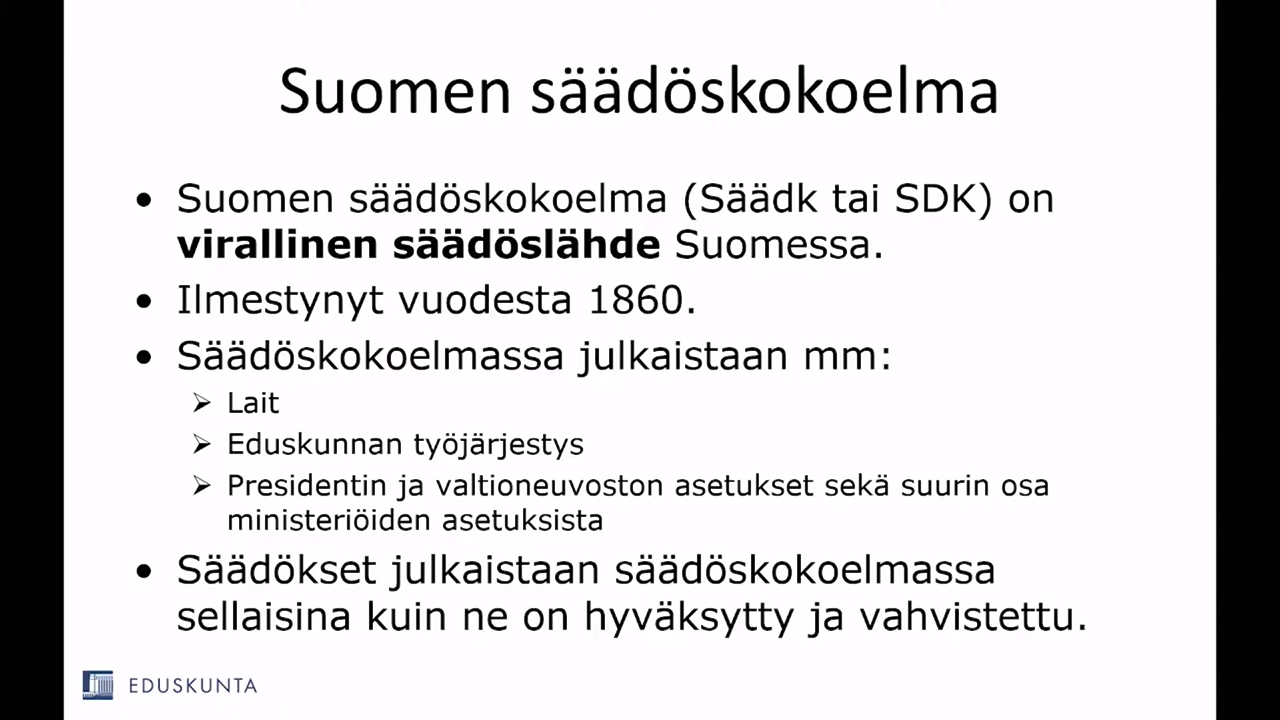 Suomen säädöskokoelma
• Suomen säädöskokoelma (Säädk tai SDK) on
virallinen säädöslähde Suomessa.
• Ilmestynyt vuodesta 1860.
• Säädöskokoelmassa julkaistaan mm:
➢ Lait
➢ Eduskunnan työjärjestys
➢ Presidentin ja valtioneuvoston asetukset sekä suurin osa
ministeriöiden asetuksista
• Säädökset julkaistaan säädöskokoelmassa
sellaisina kuin ne on hyväksytty ja vahvistettu.
EDUSKUNTA